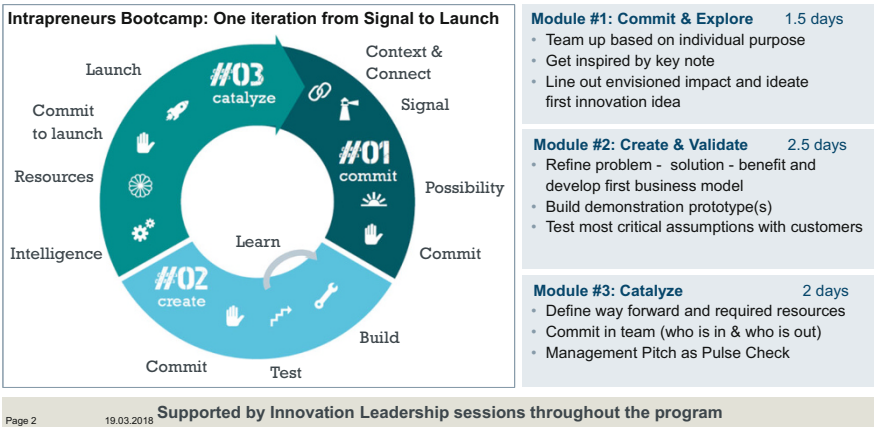 Intrapreneurs Bootcamp: One iteration from Signal to Launch
#03
catalyze
Launch
Commit
to launch
Resources
Intelligence
Context &
Connect
Signal
#01
commit
Possibility
Commit
Learn
#02
create
Build
Test
Commit
Module #1: Commit & Explore 1.5 days
• Team up based on individual purpose
• Get inspired by key note
• Line out envisioned impact and ideate
first innovation idea
Module #2: Create & Validate 2.5 days
• Refine problem - solution - benefit and
develop first business model
• Build demonstration prototype(s)
• Test most critical assumptions with customers
Module #3: Catalyze 2 days
• Define way forward and required resources
• Commit in team (who is in & who is out)
• Management Pitch as Pulse Check
Page 2 19.03.2018 Supported by Innovation Leadership sessions throughout the program